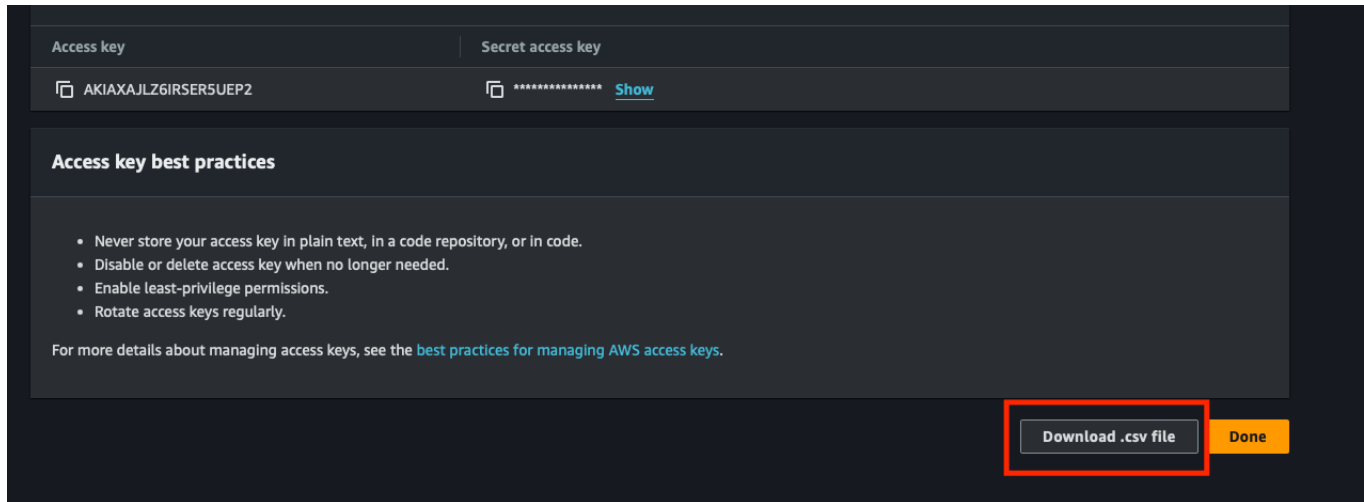 Access key Secret access key
AKIAXAJLZ6IRSER5UEP2 *************** Show
Access key best practices
• Never store your access key in plain text, in a code repository, or in code.
• Disable or delete access key when no longer needed.
• Enable least-privilege permissions.
• Rotate access keys regularly.
For more details about managing access keys, see the best practices for managing AWS access keys.
Download .csv file Done